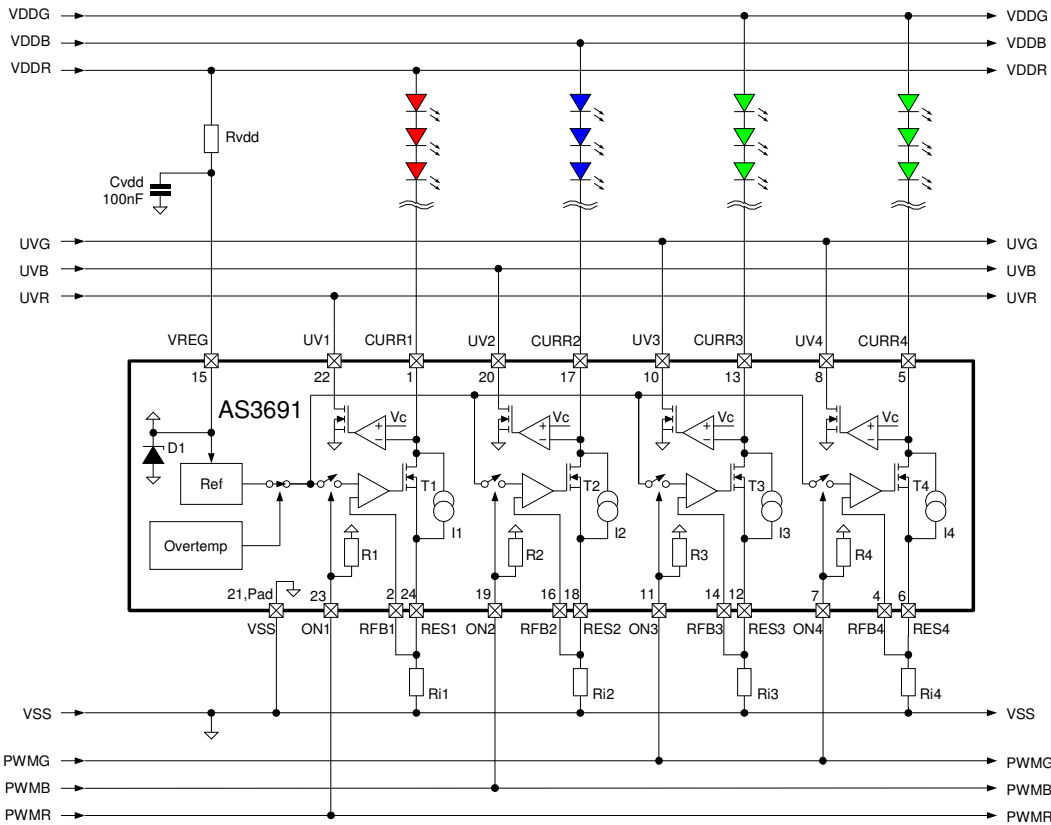 VDDG VDDG
VDDB VDDB
VDDR VDDR
Rvdd
Cvdd
100nF
UVG UVG
UVB UVB
UVR UVR
VREG UV1 CURR1 UV2 CURR2 UV3 CURR3 UV4 CURR4
15 22 1 20 17 10 13 8 5
AS3691
Vc Vc Vc Vc
D1
Ref
T1 T2 T3 T4
I1 I2 I3 I4
Overtemp
R1 R2 R3 R4
21,Pad 23 2 24 19 16 18 11 14 12 7 4 6
VSS ON1 RFB1 RES1 ON2 RFB2 RES2 ON3 RFB3 RES3 ON4 RFB4 RES4
Ri1 Ri2 Ri3 Ri4
VSS VSS
PWMG PWMG
PWMB PWMB
PWMR PWMR